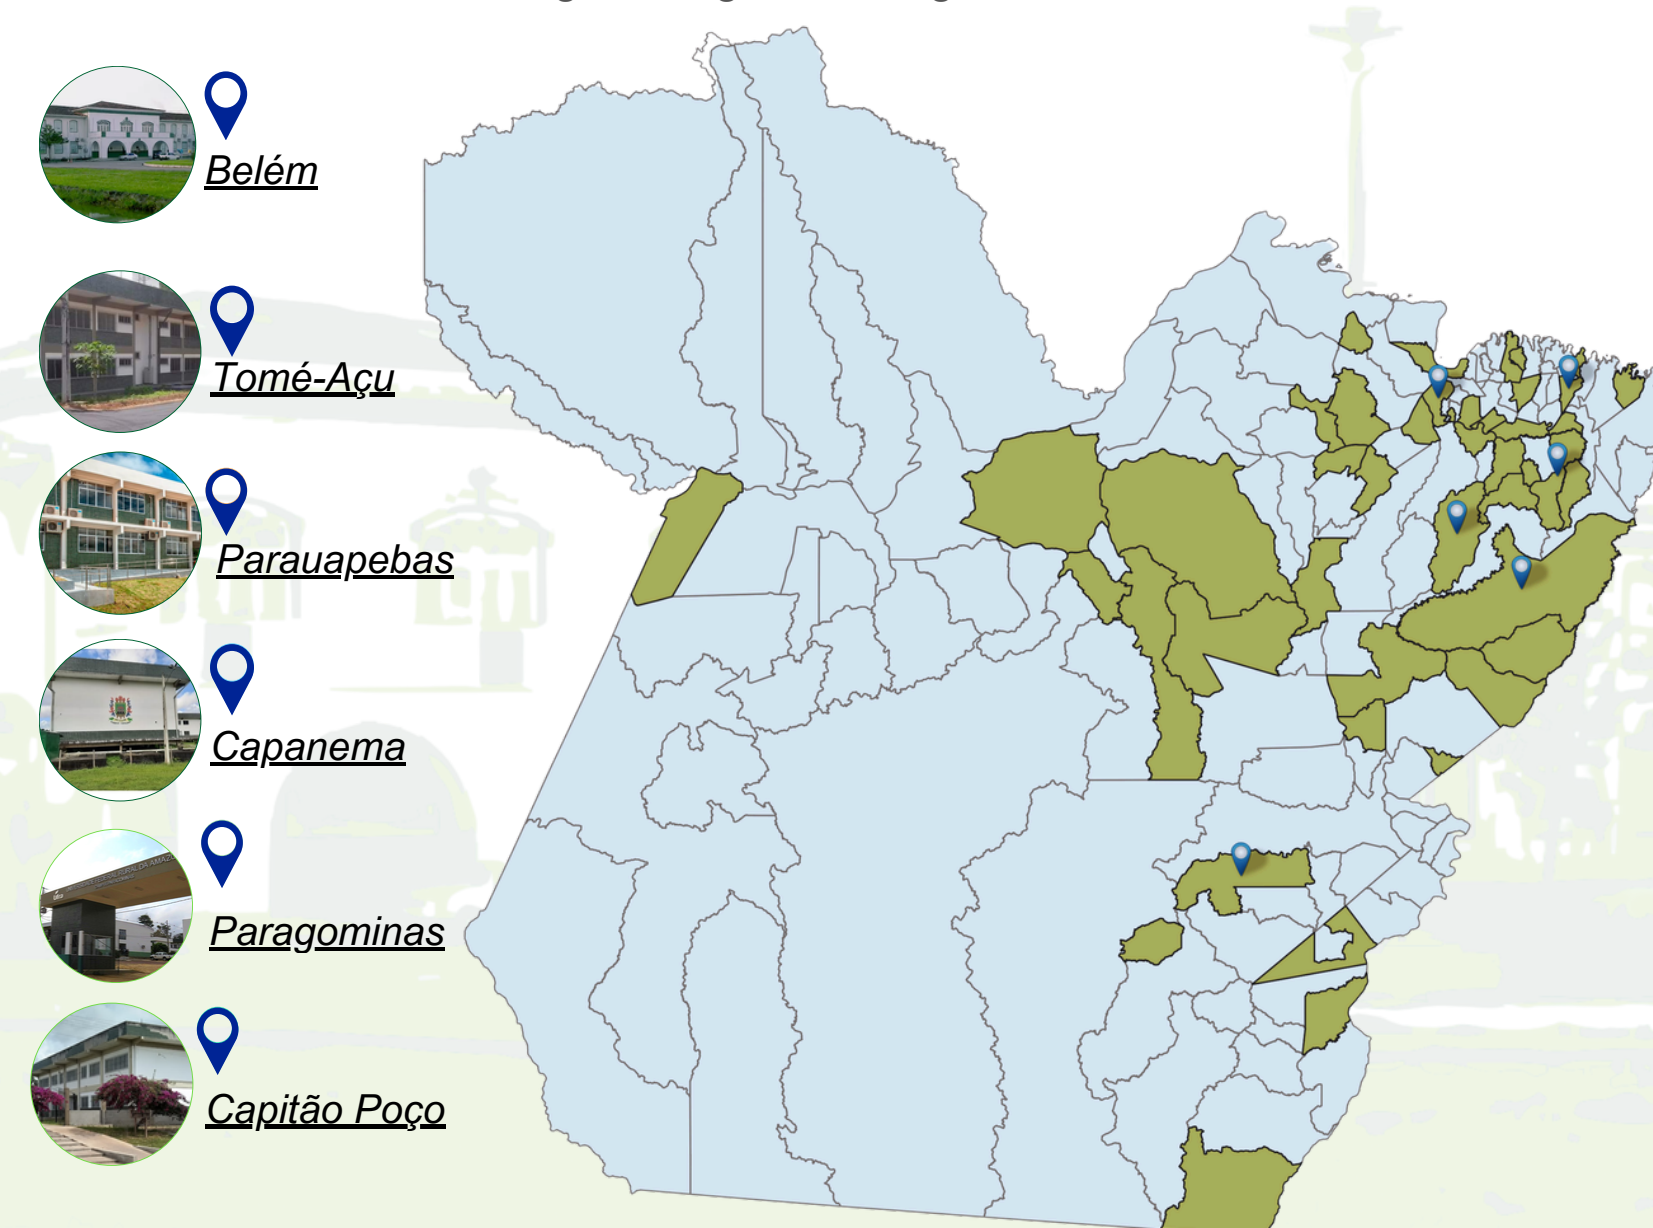 Belém
Tomé-Açu
Parauapebas
Capanema
Paragominas
Capitão Poço